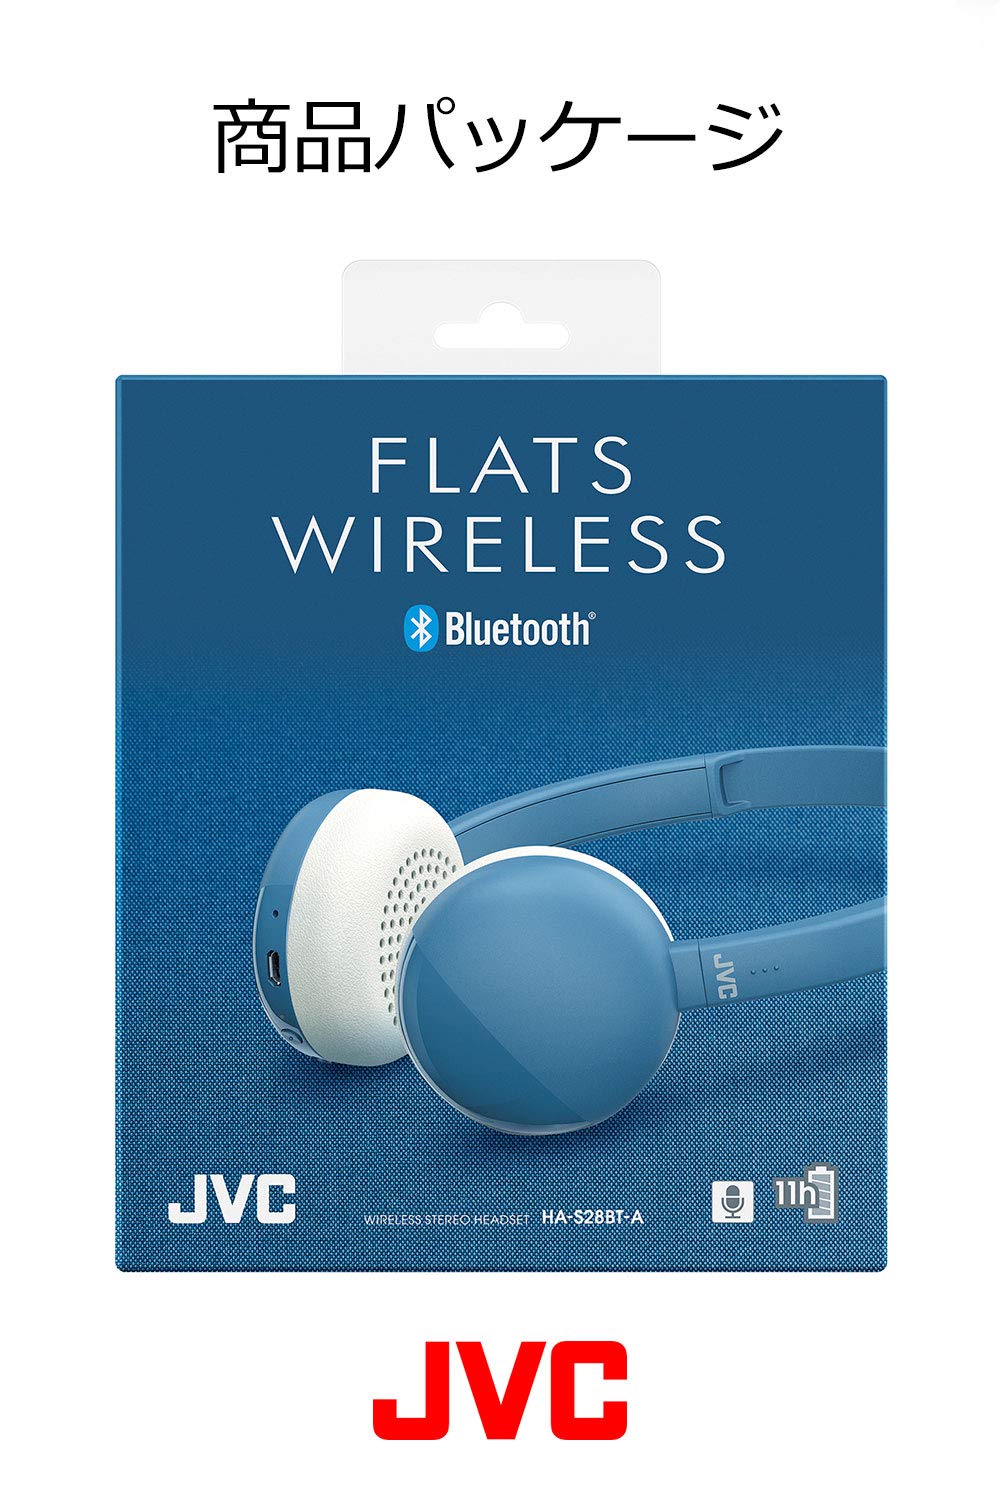 商品パッケージ
FLATS
WIRELESS
Bluetooth®
JVC
JVC
WIRELESS STEREO HEADSET HA-S28BT-A
11h
JVC